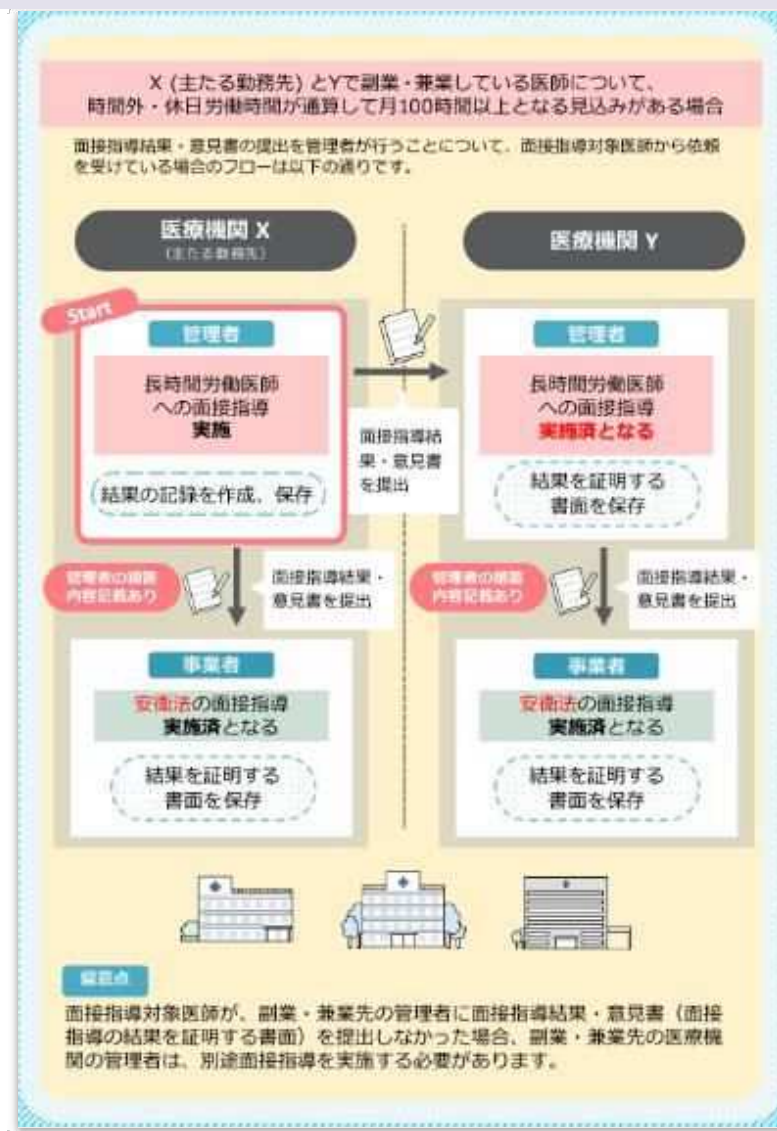 X (主たる勤務先) とYで副業・兼業している医師について、
時間外・休日労働時間が通算して月100時間以上となる見込みがある場合
面接指導結果・意見書の提出を管理者が行うことについて、面接指導対象医師から依頼
を受けている場合のフローは以下の通りです。
医療機関 X
(主たる勤務先)
医療機関 Y
Start
管理者
長時間労働医師
への面接指導
実施
結果の記録を作成、保存
面接指導結
果・意見書
を提出
管理者
長時間労働医師
への面接指導
実施済となる
結果を証明する
書面を保存
管理者の措置
内容記載あり
面接指導結果・
意見書を提出
管理者の措置
内容記載あり
面接指導結果・
意見書を提出
事業者
安衛法の面接指導
実施済となる
結果を証明する
書面を保存
事業者
安衛法の面接指導
実施済となる
結果を証明する
書面を保存
留意点
面接指導対象医師が、副業・兼業先の管理者に面接指導結果・意見書（面接
指導の結果を証明する書面）を提出しなかった場合、副業・兼業先の医療機
関の管理者は、別途面接指導を実施する必要があります。